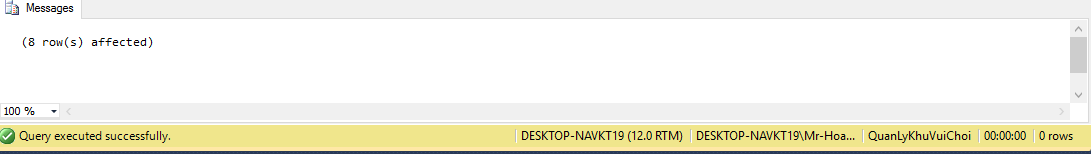 Messages
(8 row(s) affected)
100 %
Query executed successfully.
DESKTOP-NAVKT19 (12.0 RTM)
DESKTOP-NAVKT19\Mr-Hoa...
QuanLyKhuVuiChoi
00:00:00
0 rows